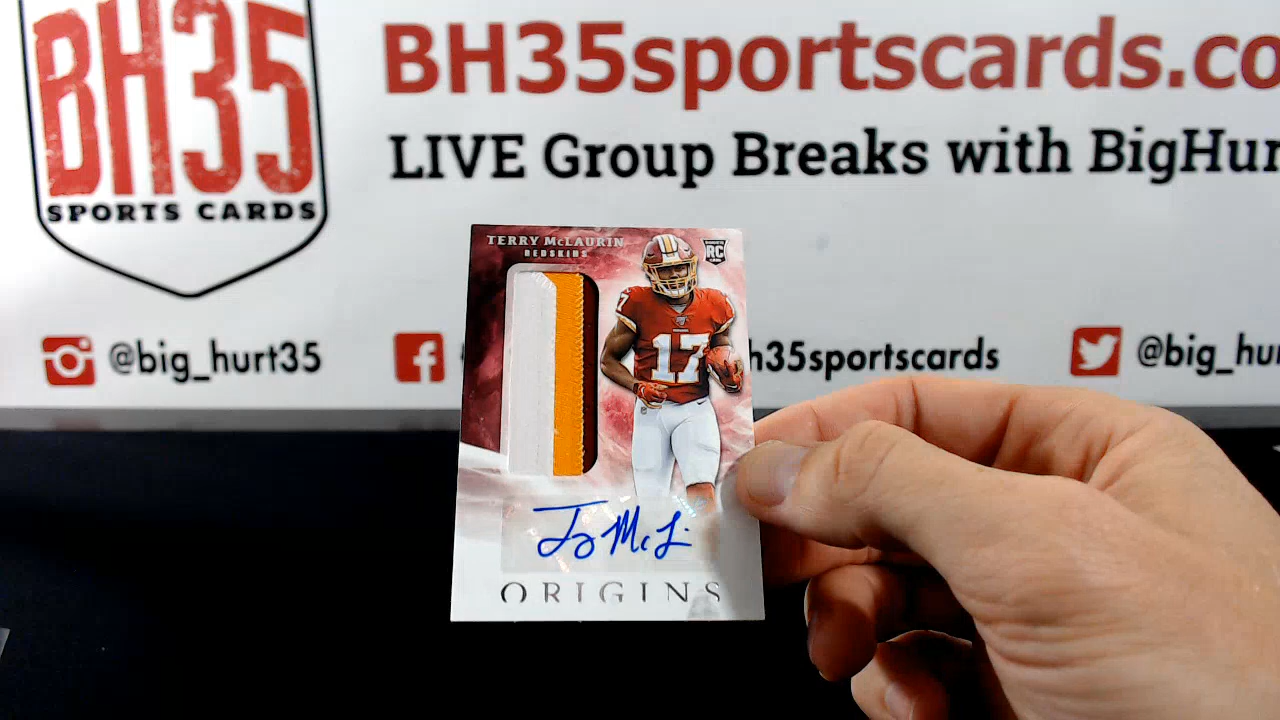 BH35
SPORTS CARDS
BH35sportscards.co
LIVE Group Breaks with BigHur
@big_hurt35
h35sportscards
@big_hu
TERRY McLAURIN
REDSKINS
RC
17
17
ORIGINS